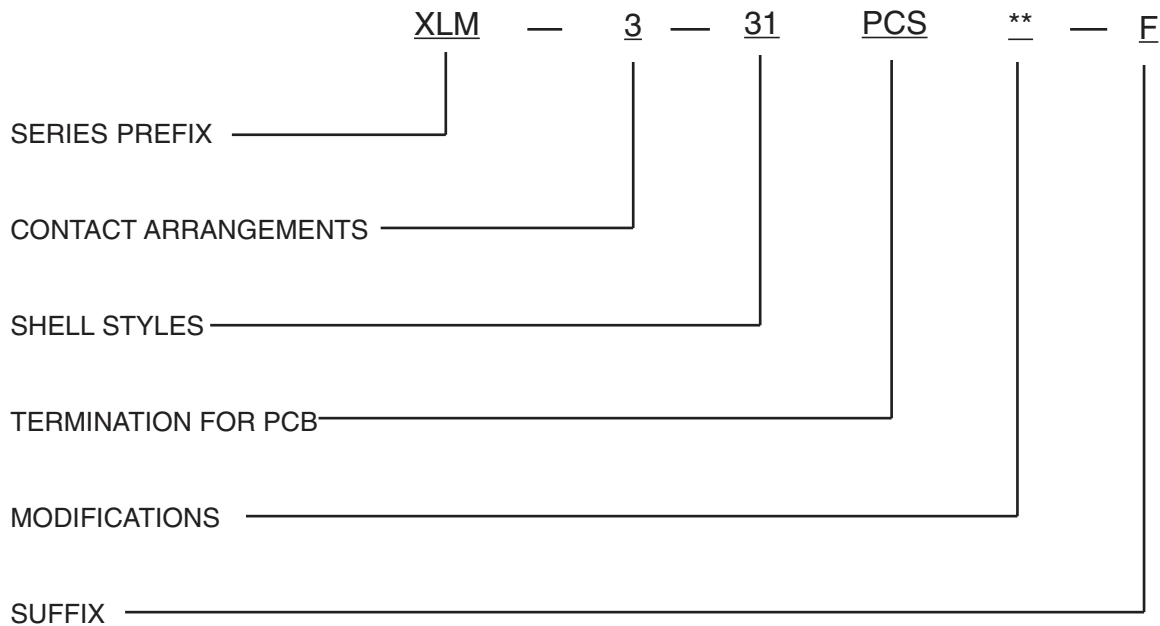 XLM — 3 — 31 PCS ** — F
SERIES PREFIX
CONTACT ARRANGEMENTS
SHELL STYLES
TERMINATION FOR PCB
MODIFICATIONS
SUFFIX